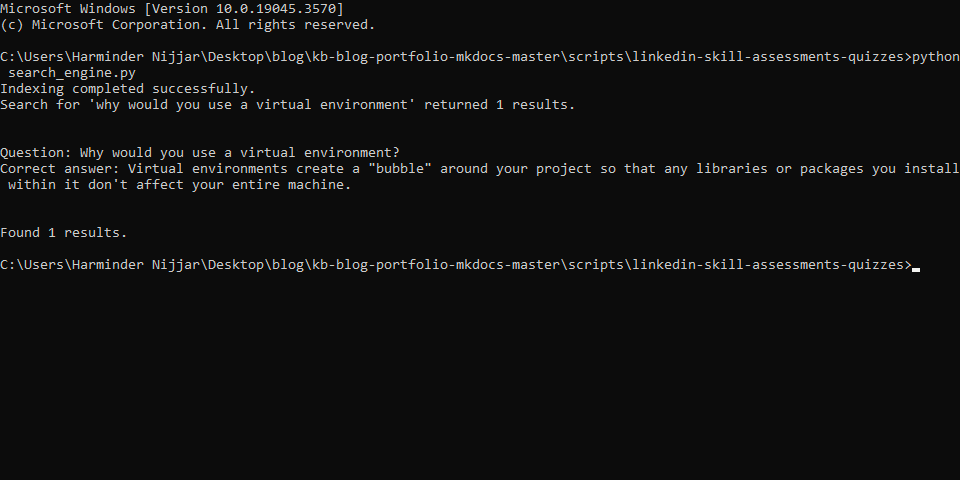 Microsoft Windows [Version 10.0.19045.3570]
(c) Microsoft Corporation. All rights reserved.
C:\Users\Harminder Nijjar\Desktop\blog\kb-blog-portfolio-mkdocs-master\scripts\linkedin-skill-assessments-quizzes>python
search_engine.py
Indexing completed successfully.
Search for 'why would you use a virtual environment' returned 1 results.
Question: Why would you use a virtual environment?
Correct answer: Virtual environments create a "bubble" around your project so that any libraries or packages you install
within it don't affect your entire machine.
Found 1 results.
C:\Users\Harminder Nijjar\Desktop\blog\kb-blog-portfolio-mkdocs-master\scripts\linkedin-skill-assessments-quizzes>